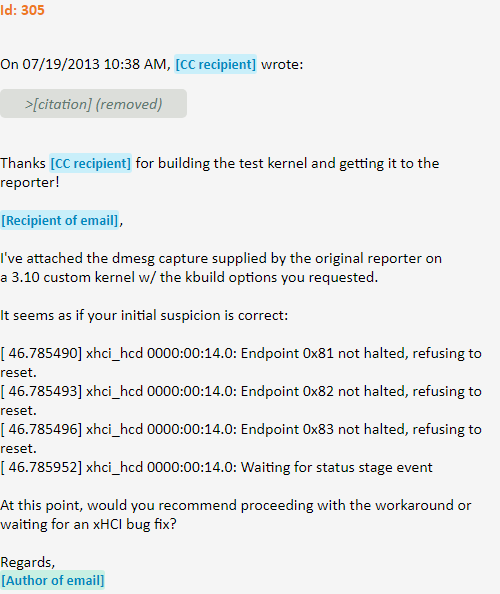 Id: 305
On 07/19/2013 10:38 AM, [CC recipient] wrote:
>[citation] (removed)
Thanks [CC recipient] for building the test kernel and getting it to the
reporter!
[Recipient of email],
I've attached the dmesg capture supplied by the original reporter on
a 3.10 custom kernel w/ the kbuild options you requested.
It seems as if your initial suspicion is correct:
[ 46.785490] xhci_hcd 0000:00:14.0: Endpoint 0x81 not halted, refusing to
reset.
[ 46.785493] xhci_hcd 0000:00:14.0: Endpoint 0x82 not halted, refusing to
reset.
[ 46.785496] xhci_hcd 0000:00:14.0: Endpoint 0x83 not halted, refusing to
reset.
[ 46.785952] xhci_hcd 0000:00:14.0: Waiting for status stage event
At this point, would you recommend proceeding with the workaround or
waiting for an xHCI bug fix?
Regards,
[Author of email]